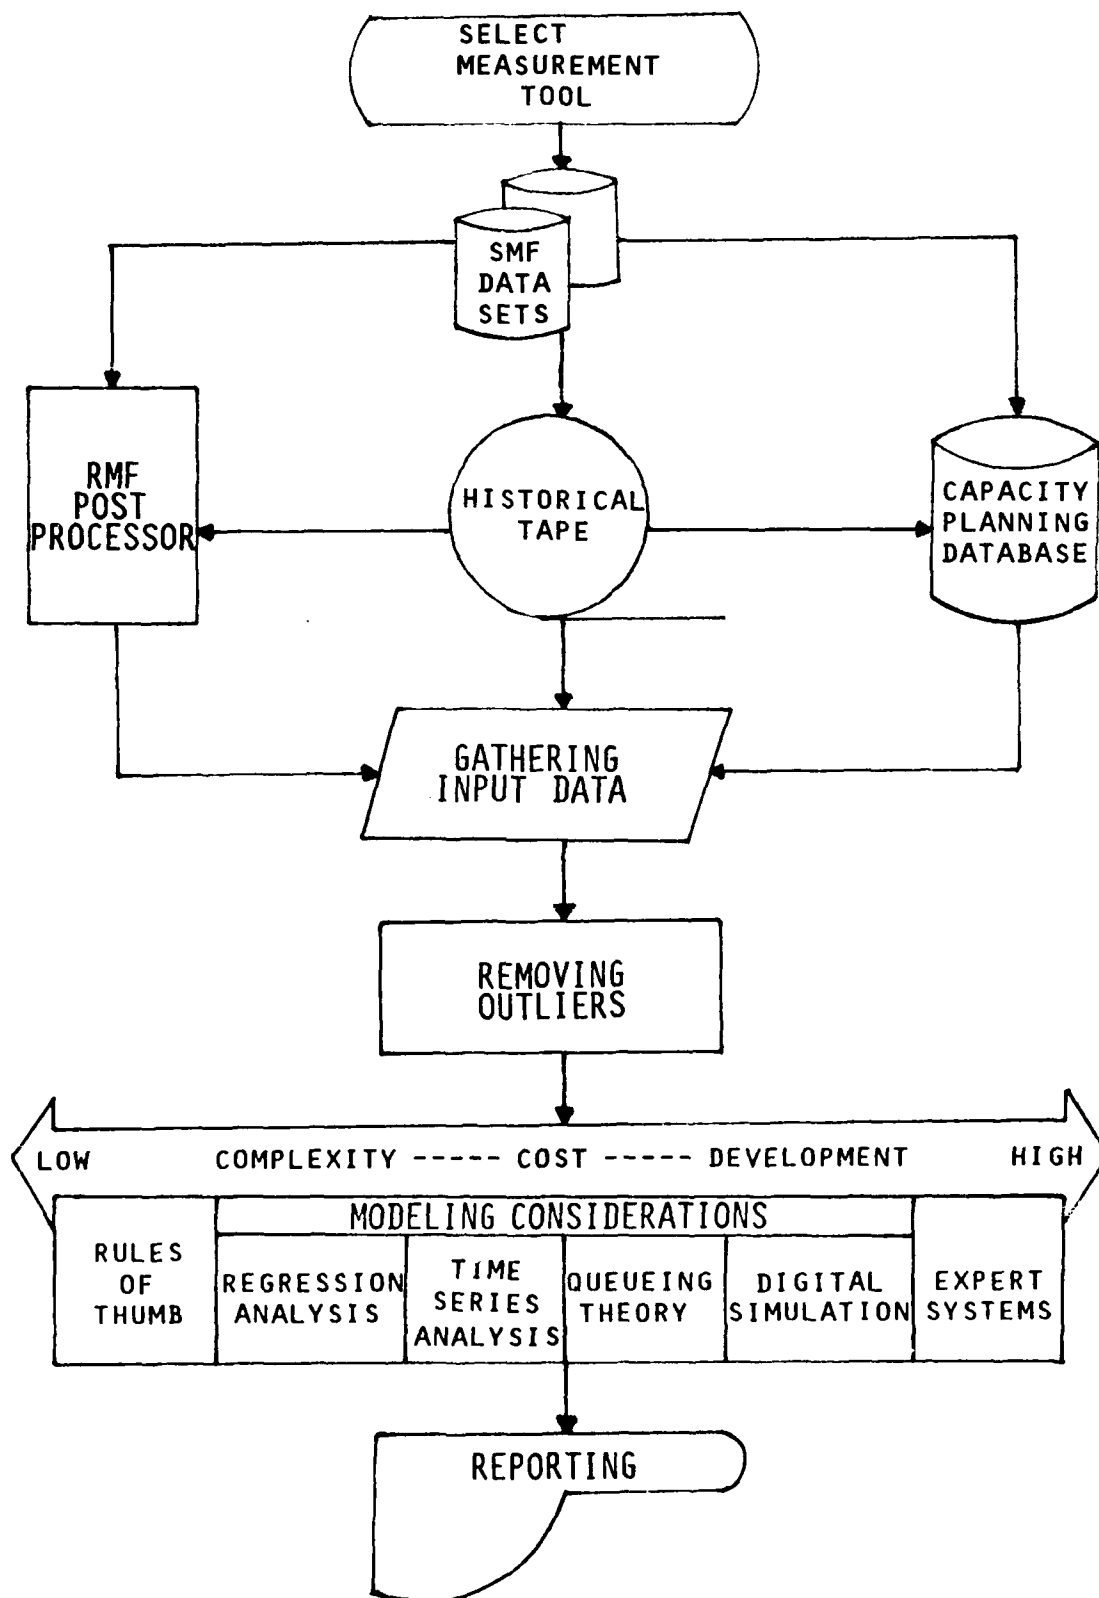 SELECT
MEASUREMENT
TOOL
SMF
DATA
SETS
RMF
POST
PROCESSOR
HISTORICAL
TAPE
CAPACITY
PLANNING
DATABASE
GATHERING
INPUT DATA
REMOVING
OUTLIERS
LOW COMPLEXITY ----- COST ----- DEVELOPMENT HIGH
MODELING CONSIDERATIONS
RULES
OF
THUMB
REGRESSION
ANALYSIS
TIME
SERIES
ANALYSIS
QUEUEING
THEORY
DIGITAL
SIMULATION
EXPERT
SYSTEMS
REPORTING